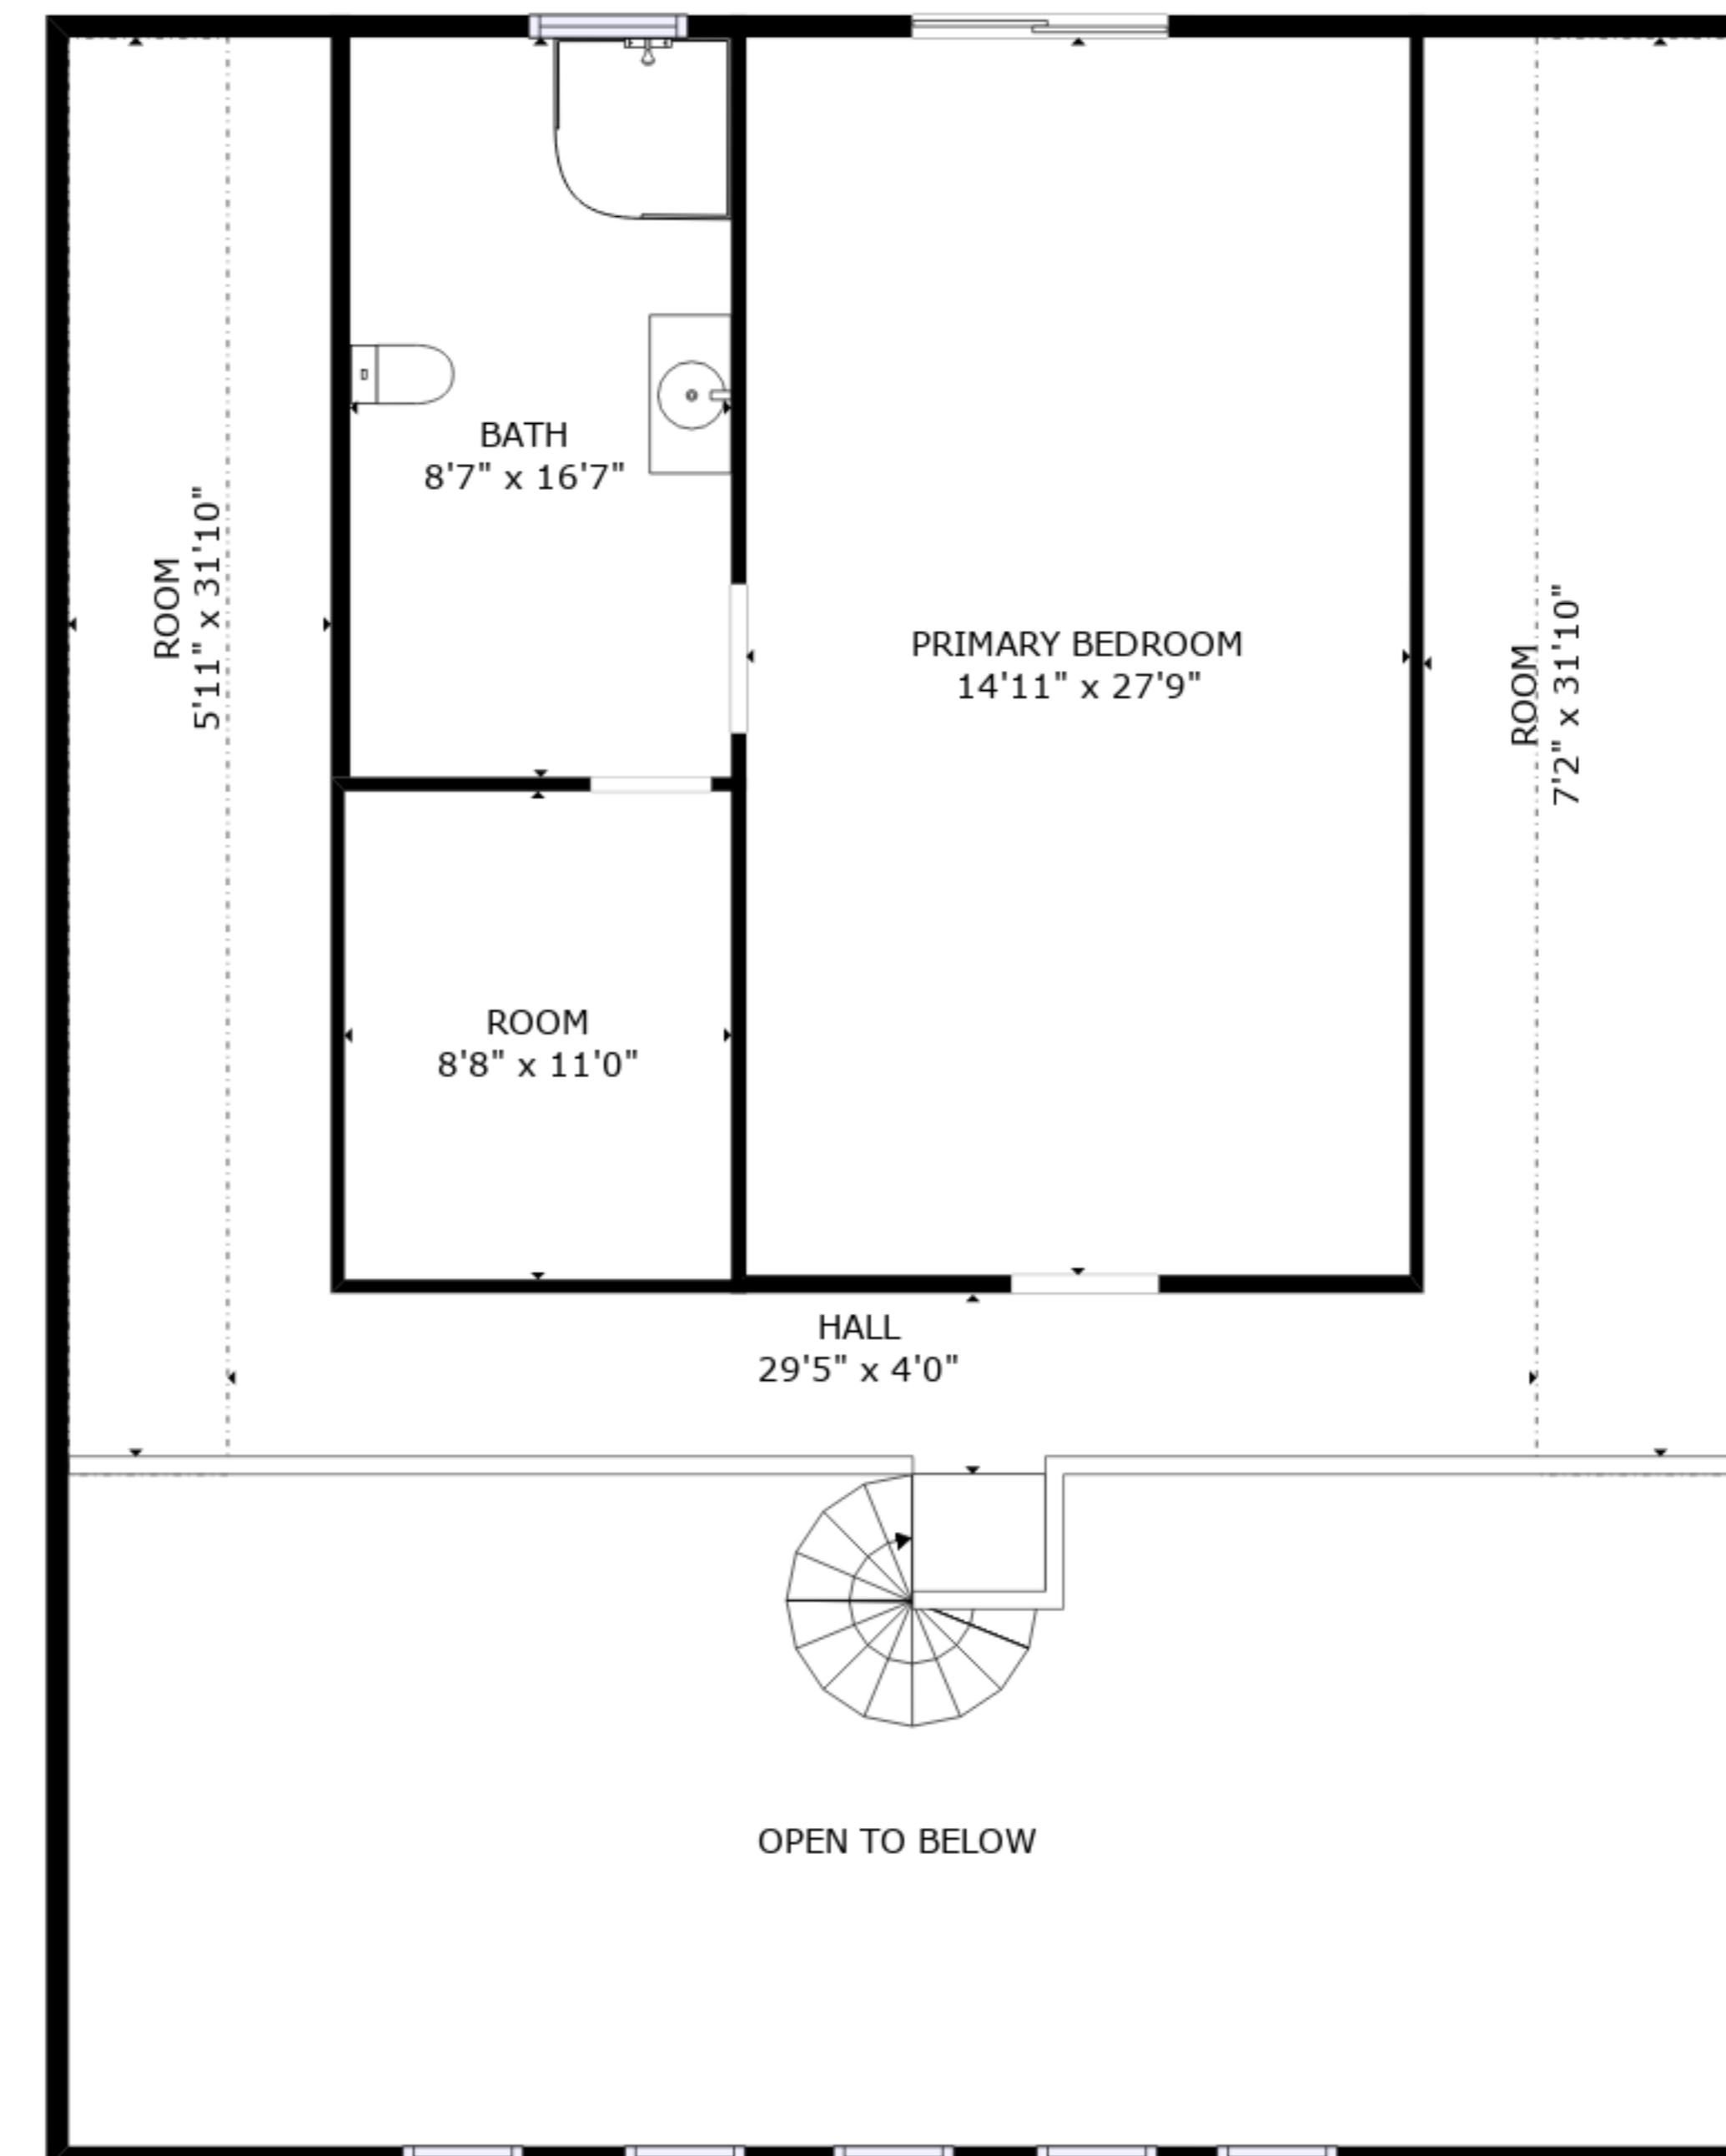 BATH
8'7" x 16'7"
ROOM
5'11" x 31'10"
PRIMARY BEDROOM
14'11" x 27'9"
ROOM
7'2" x 31'10"
ROOM
8'8" x 11'0"
HALL
29'5" x 4'0"
OPEN TO BELOW